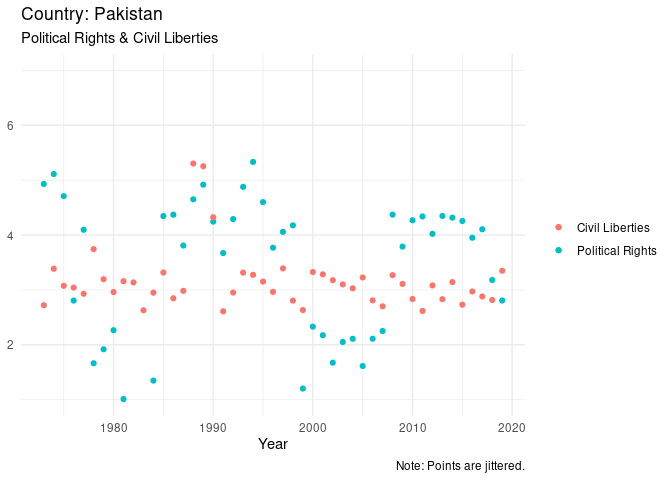 Country: Pakistan
Political Rights & Civil Liberties
6
4
2
Civil Liberties
Political Rights
1980
1990
2000
2010
2020
Year
Note: Points are jittered.